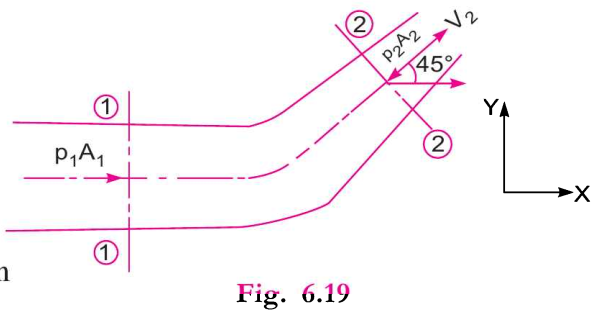 ②
V₂
p₂A₂
45°
①
Y
②
p₁A₁
X
①
n
Fig. 6.19